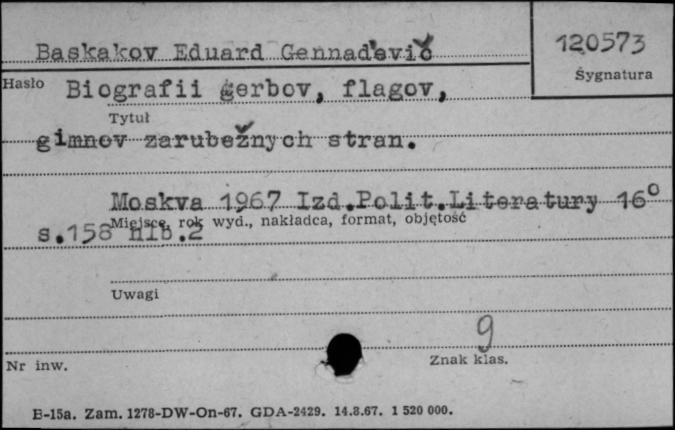 Baskakov Eduard Gennad'evič
120573
Hasło
Sygnatura
Biografii gerbov, flagov,
Tytuł
gimnov zarubežnych stran.
Moskva 1967 Izd.Polit.Literatury 16°
Miejsce, rok wyd., nakładca, format, objętość
s.158 nlb.2
Uwagi
9
Nr inw.
Znak klas.
E-15a. Zam. 1278-DW-On-67. GDA-2429. 14.8.67. 1 520 000.